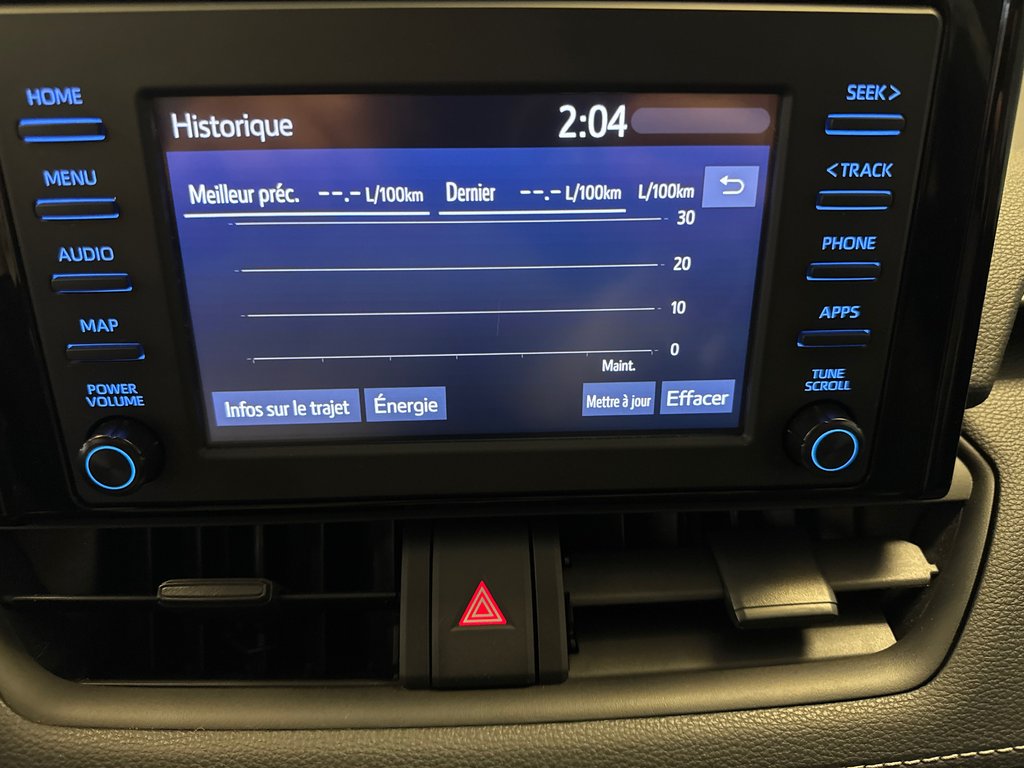 HOME
MENU
AUDIO
MAP
POWER
VOLUME
Historique 2:04
Meilleur préc. --.- L/100km Dernier --.- L/100km L/100km
30
20
10
0
Maint.
Infos sur le trajet Énergie Mettre à jour Effacer
SEEK>
<TRACK
PHONE
APPS
TUNE
SCROLL